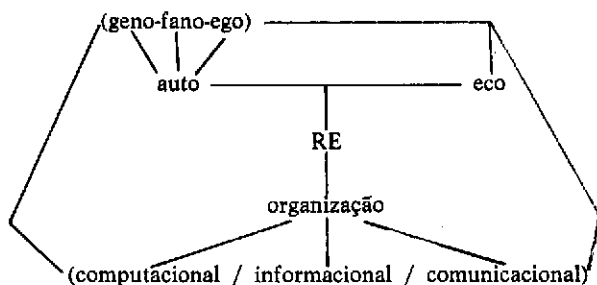 (geno-fano-ego)
auto eco
RE
organização
(computacional / informacional / comunicacional)